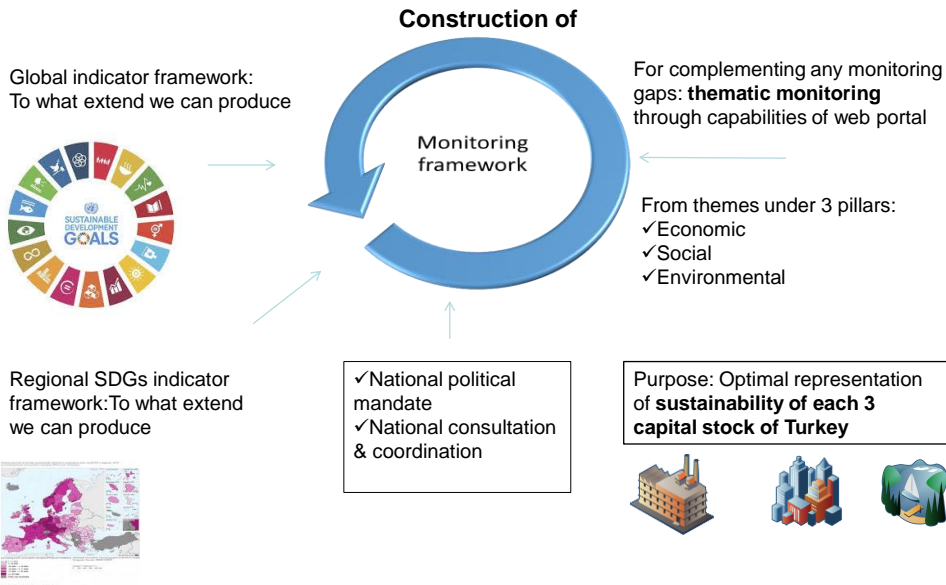 Construction of
Global indicator framework:
To what extend we can produce
SUSTAINABLE
DEVELOPMENT
GOALS
Monitoring
framework
For complementing any monitoring
gaps: thematic monitoring
through capabilities of web portal
From themes under 3 pillars:
✓Economic
✓Social
✓Environmental
Regional SDGs indicator
framework:To what extend
we can produce
✓National political
mandate
✓National consultation
& coordination
Purpose: Optimal representation
of sustainability of each 3
capital stock of Turkey